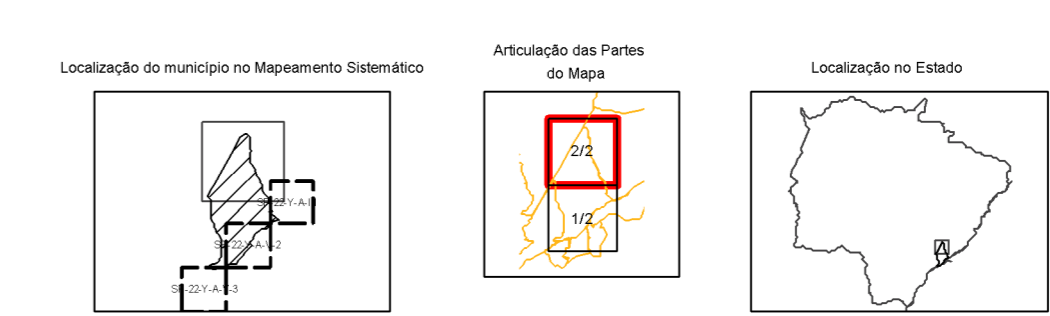 Localização do município no Mapeamento Sistemático
Articulação das Partes
do Mapa
Localização no Estado
2/2
1/2